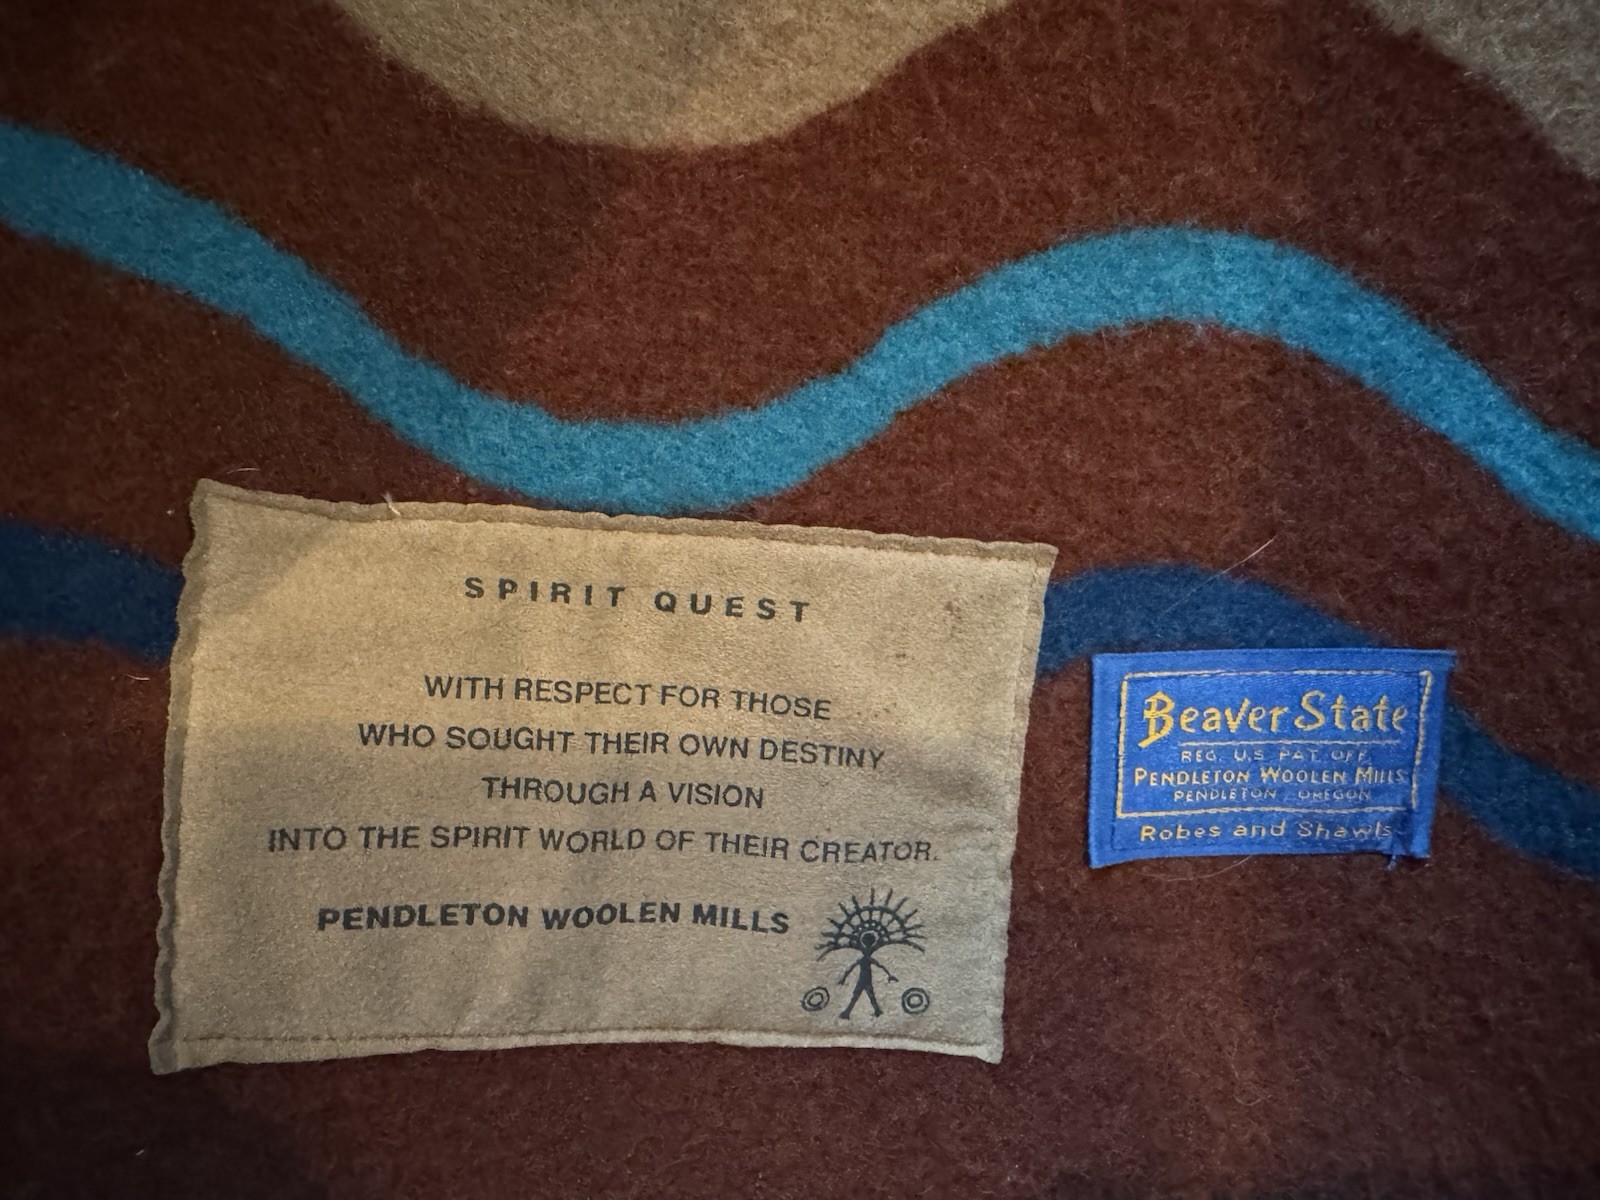 SPIRIT QUEST
WITH RESPECT FOR THOSE
WHO SOUGHT THEIR OWN DESTINY
THROUGH A VISION
INTO THE SPIRIT WORLD OF THEIR CREATOR.
PENDLETON WOOLEN MILLS
Beaver State
REG. U.S. PAT. OFF.
PENDLETON WOOLEN MILLS
PENDLETON, OREGON
Robes and Shawls